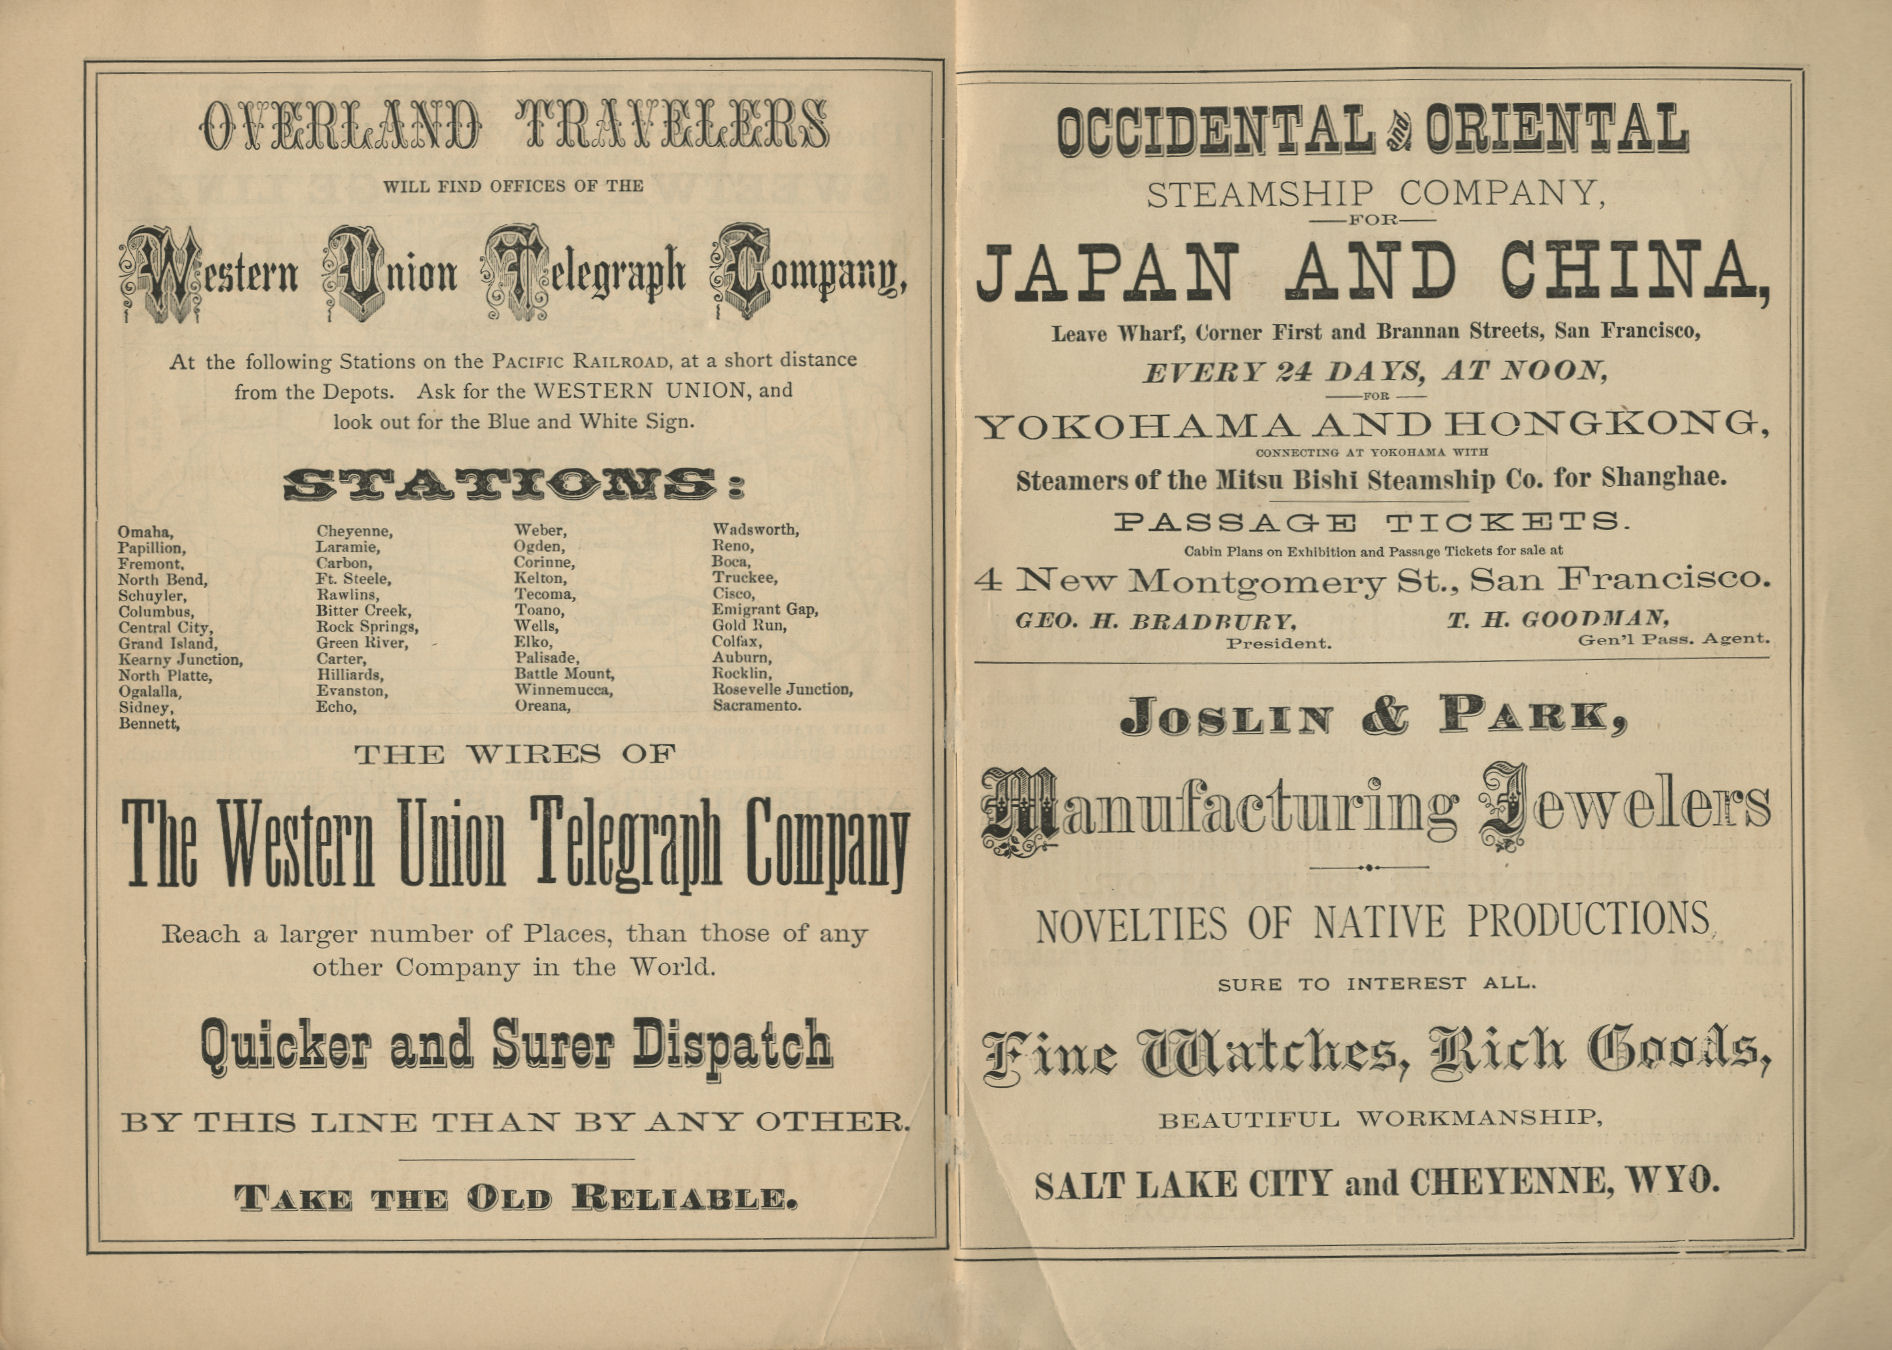 OVERLAND TRAVELERS
WILL FIND OFFICES OF THE
Western Union Telegraph Company,
At the following Stations on the PACIFIC RAILROAD, at a short distance
from the Depots. Ask for the WESTERN UNION, and
look out for the Blue and White Sign.
STATIONS:
Omaha,
Papillion,
Fremont,
North Bend,
Schuyler,
Columbus,
Central City,
Grand Island,
Kearny Junction,
North Platte,
Ogalalla,
Sidney,
Bennett,
Cheyenne,
Laramie,
Carbon,
Ft. Steele,
Rawlins,
Bitter Creek,
Rock Springs,
Green River,
Carter,
Hilliards,
Evanston,
Echo,
Weber,
Ogden,
Corinne,
Kelton,
Tecoma,
Toano,
Wells,
Elko,
Palisade,
Battle Mount,
Winnemucca,
Oreana,
Wadsworth,
Reno,
Boca,
Truckee,
Cisco,
Emigrant Gap,
Gold Run,
Colfax,
Auburn,
Rocklin,
Rosevelle Junction,
Sacramento.
THE WIRES OF
The Western Union Telegraph Company
Reach a larger number of Places, than those of any
other Company in the World.
Quicker and Surer Dispatch
BY THIS LINE THAN BY ANY OTHER.
TAKE THE OLD RELIABLE.
OCCIDENTAL AND ORIENTAL
STEAMSHIP COMPANY,
FOR
JAPAN AND CHINA,
Leave Wharf, Corner First and Brannan Streets, San Francisco,
EVERY 24 DAYS, AT NOON,
FOR
YOKOHAMA AND HONGKONG,
CONNECTING AT YOKOHAMA WITH
Steamers of the Mitsu Bishi Steamship Co. for Shanghae.
PASSAGE TICKETS.
Cabin Plans on Exhibition and Passage Tickets for sale at
4 New Montgomery St., San Francisco.
GEO. H. BRADBURY, T. H. GOODMAN,
President. Gen'l Pass. Agent.
JOSLIN & PARK,
Manufacturing Jewelers
NOVELTIES OF NATIVE PRODUCTIONS,
SURE TO INTEREST ALL.
Fine Watches, Rich Goods,
BEAUTIFUL WORKMANSHIP,
SALT LAKE CITY and CHEYENNE, WYO.